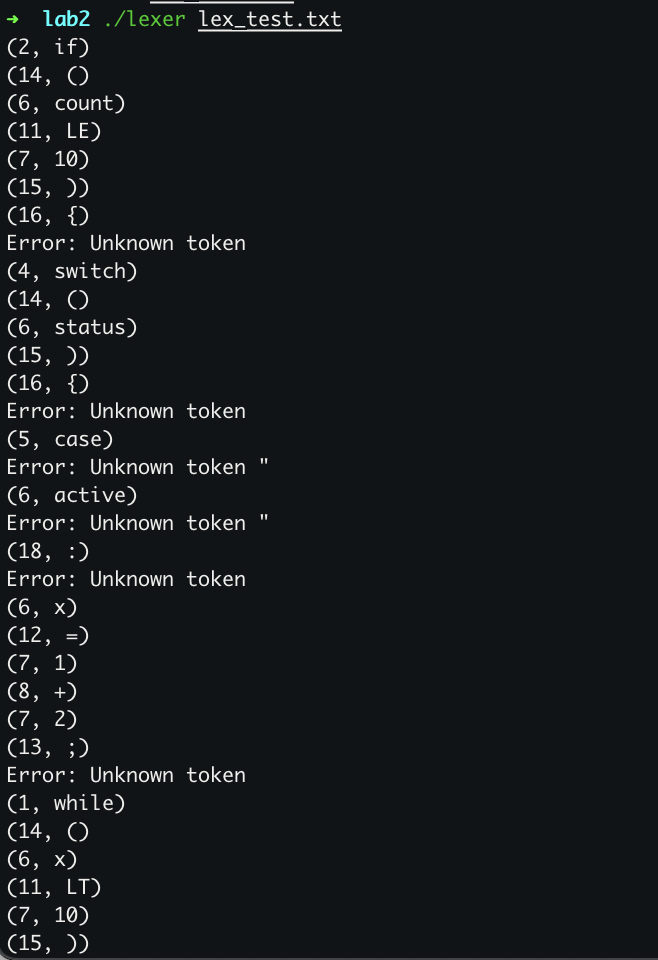 → lab2 ./lexer lex_test.txt
(2, if)
(14, ()
(6, count)
(11, LE)
(7, 10)
(15, ))
(16, {)
Error: Unknown token
(4, switch)
(14, ()
(6, status)
(15, ))
(16, {)
Error: Unknown token
(5, case)
Error: Unknown token "
(6, active)
Error: Unknown token "
(18, :)
Error: Unknown token
(6, x)
(12, =)
(7, 1)
(8, +)
(7, 2)
(13, ;)
Error: Unknown token
(1, while)
(14, ()
(6, x)
(11, LT)
(7, 10)
(15, ))